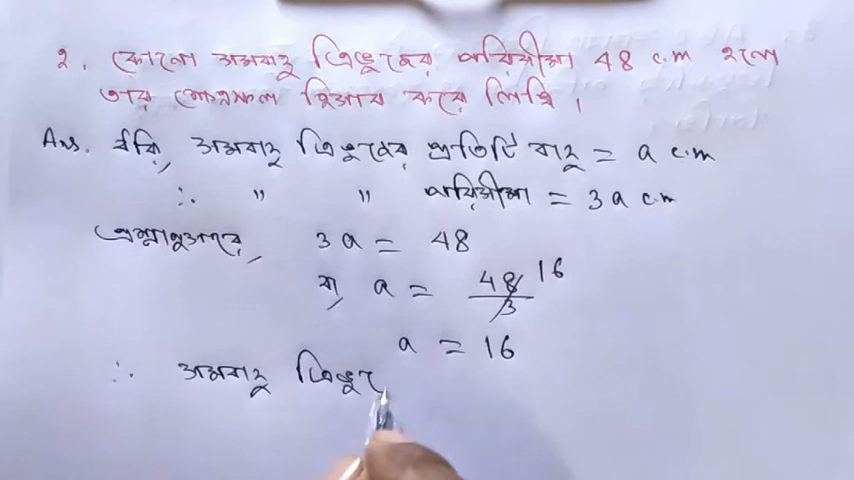 ২. কোনো সমবাহু ত্রিভুজের পরিসীমা 48 c.m হলে
তার ক্ষেত্রফল হিসাব করে লিখি।
Ans. ধরি, সমবাহু ত্রিভুজের প্রতিটি বাহু = a c.m
∴ " " পরিসীমা = 3a c.m
প্রশ্নানুসারে, 3a = 48
বা, a = 48/3 16
a = 16
∴ সমবাহু ত্রিভুজে